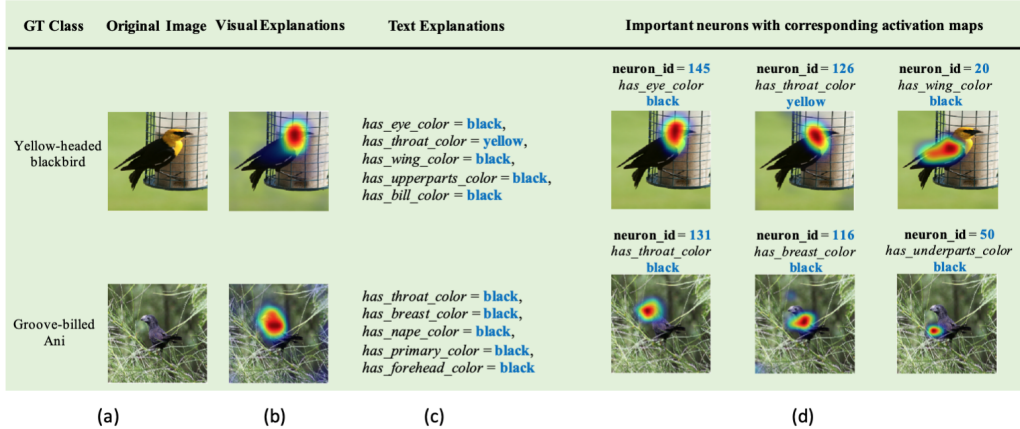 GT Class Original Image Visual Explanations Text Explanations Important neurons with corresponding activation maps
neuron_id = 145 neuron_id = 126 neuron_id = 20
has_eye_color has_throat_color has_wing_color
black yellow black
Yellow-headed
blackbird
has_eye_color = black,
has_throat_color = yellow,
has_wing_color = black,
has_upperparts_color = black,
has_bill_color = black
neuron_id = 131 neuron_id = 116 neuron_id = 50
has_throat_color has_breast_color has_underparts_color
black black black
Groove-billed
Ani
has_throat_color = black,
has_breast_color = black,
has_nape_color = black,
has_primary_color = black,
has_forehead_color = black
(a) (b) (c) (d)